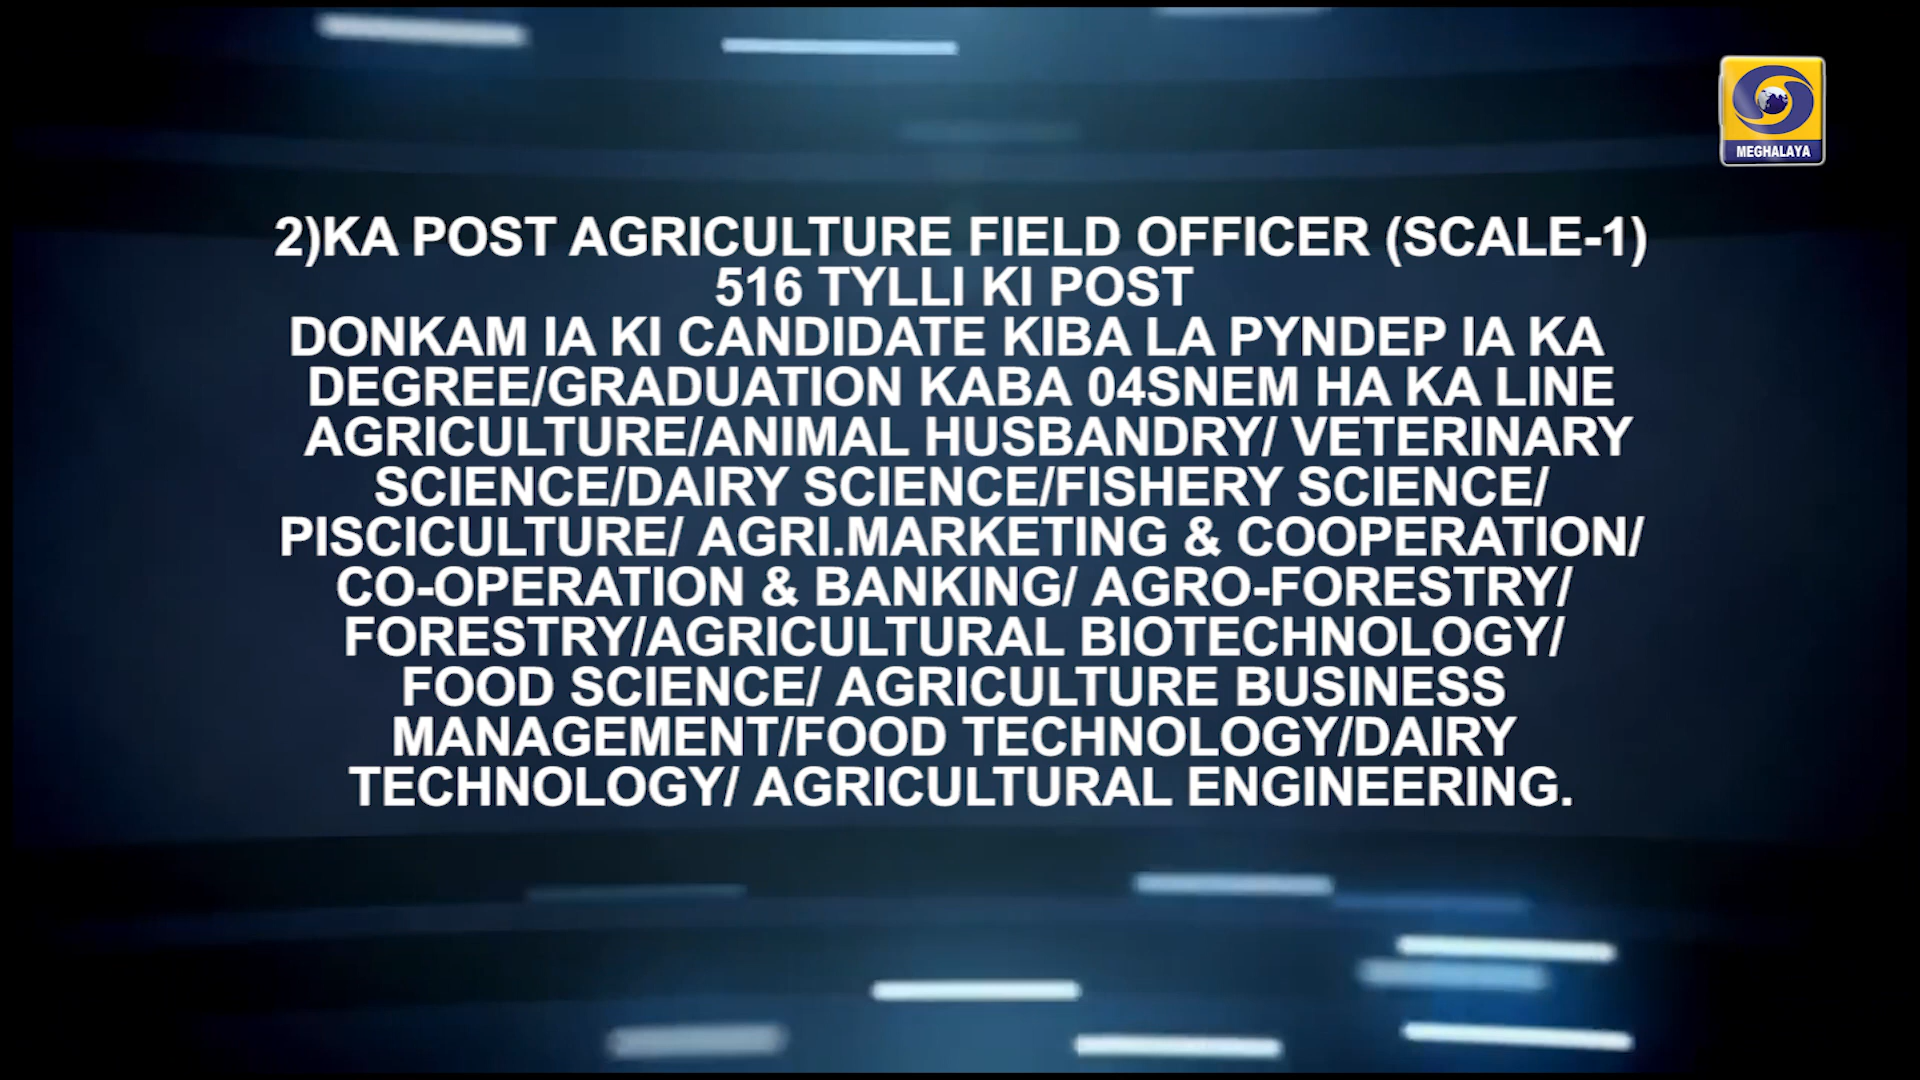 MEGHALAYA
2)KA POST AGRICULTURE FIELD OFFICER (SCALE-1)
516 TYLLI KI POST
DONKAM IA KI CANDIDATE KIBA LA PYNDEP IA KA
DEGREE/GRADUATION KABA 04SNEM HA KA LINE
AGRICULTURE/ANIMAL HUSBANDRY/ VETERINARY
SCIENCE/DAIRY SCIENCE/FISHERY SCIENCE/
PISCICULTURE/ AGRI.MARKETING & COOPERATION/
CO-OPERATION & BANKING/ AGRO-FORESTRY/
FORESTRY/AGRICULTURAL BIOTECHNOLOGY/
FOOD SCIENCE/ AGRICULTURE BUSINESS
MANAGEMENT/FOOD TECHNOLOGY/DAIRY
TECHNOLOGY/ AGRICULTURAL ENGINEERING.